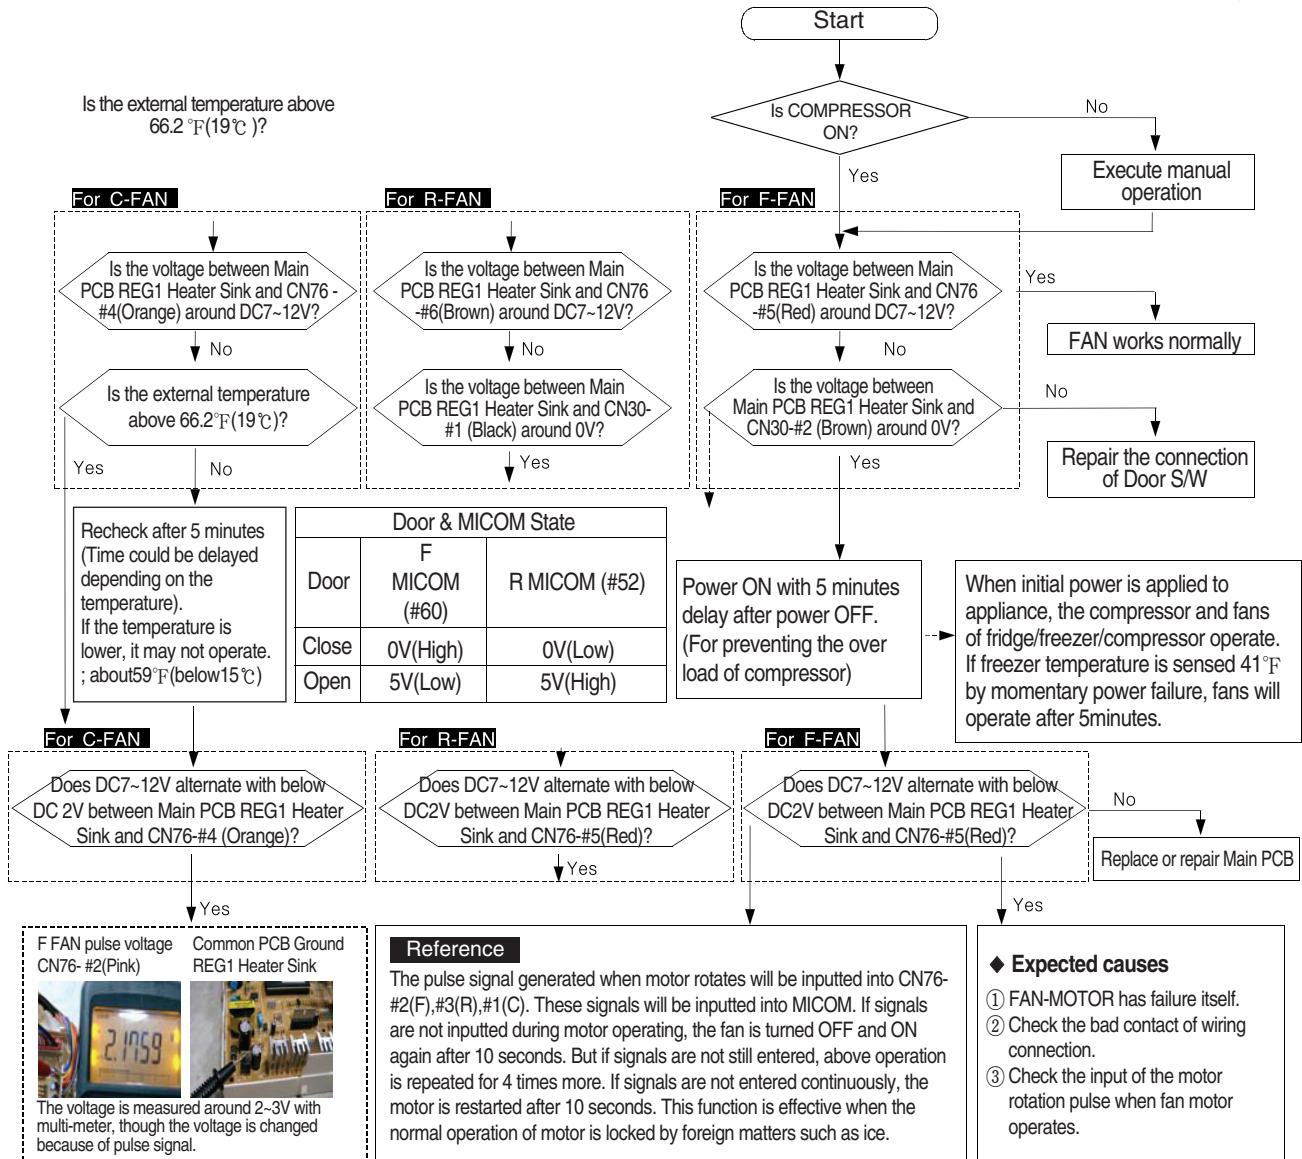 Start
Is COMPRESSOR
ON?
No
Yes
Execute manual
operation
Is the external temperature above
66.2 °F(19℃ )?
For C-FAN
For R-FAN
For F-FAN
Is the voltage between Main
PCB REG1 Heater Sink and CN76 -
#4(Orange) around DC7~12V?
No
Is the external temperature
above 66.2°F(19℃)?
Yes
No
Is the voltage between Main
PCB REG1 Heater Sink and CN76
-#6(Brown) around DC7~12V?
No
Is the voltage between Main
PCB REG1 Heater Sink and CN30-
#1 (Black) around 0V?
Yes
Is the voltage between Main
PCB REG1 Heater Sink and CN76
-#5(Red) around DC7~12V?
Yes
FAN works normally
No
Is the voltage between
Main PCB REG1 Heater Sink and
CN30-#2 (Brown) around 0V?
No
Repair the connection
of Door S/W
Yes
Recheck after 5 minutes
(Time could be delayed
depending on the
temperature).
If the temperature is
lower, it may not operate.
; about59°F(below15℃)
Door & MICOM State
Door
F
MICOM
(#60)
R MICOM (#52)
Close 0V(High) 0V(Low)
Open 5V(Low) 5V(High)
Power ON with 5 minutes
delay after power OFF.
(For preventing the over
load of compressor)
When initial power is applied to
appliance, the compressor and fans
of fridge/freezer/compressor operate.
If freezer temperature is sensed 41°F
by momentary power failure, fans will
operate after 5minutes.
For C-FAN
For R-FAN
For F-FAN
Does DC7~12V alternate with below
DC 2V between Main PCB REG1 Heater
Sink and CN76-#4 (Orange)?
Yes
Does DC7~12V alternate with below
DC2V between Main PCB REG1 Heater
Sink and CN76-#5(Red)?
Yes
Does DC7~12V alternate with below
DC2V between Main PCB REG1 Heater
Sink and CN76-#5(Red)?
No
Replace or repair Main PCB
Yes
F FAN pulse voltage
CN76- #2(Pink)
Common PCB Ground
REG1 Heater Sink
2.1759
The voltage is measured around 2~3V with
multi-meter, though the voltage is changed
because of pulse signal.
Reference
The pulse signal generated when motor rotates will be inputted into CN76-
#2(F),#3(R),#1(C). These signals will be inputted into MICOM. If signals
are not inputted during motor operating, the fan is turned OFF and ON
again after 10 seconds. But if signals are not still entered, above operation
is repeated for 4 times more. If signals are not entered continuously, the
motor is restarted after 10 seconds. This function is effective when the
normal operation of motor is locked by foreign matters such as ice.
◆ Expected causes
① FAN-MOTOR has failure itself.
② Check the bad contact of wiring
connection.
③ Check the input of the motor
rotation pulse when fan motor
operates.